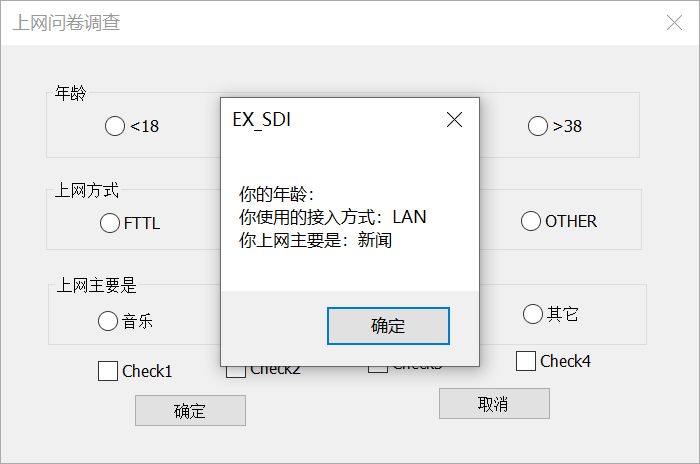 上网问卷调查
年龄
<18
>38
上网方式
FTTL
OTHER
上网主要是
音乐
其它
EX_SDI
你的年龄：
你使用的接入方式：LAN
你上网主要是：新闻
确定
Check1
Check2
Check3
Check4
确定
取消